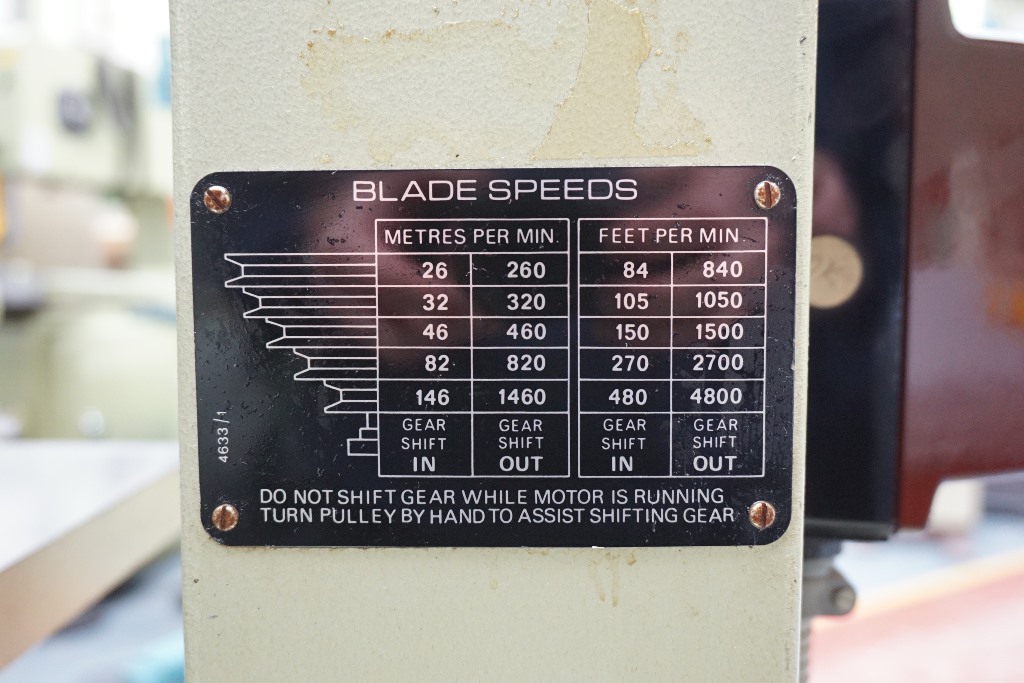 BLADE SPEEDS
METRES PER MIN. FEET PER MIN.
26 260 84 840
32 320 105 1050
46 460 150 1500
82 820 270 2700
146 1460 480 4800
GEAR GEAR GEAR GEAR
SHIFT SHIFT SHIFT SHIFT
IN OUT IN OUT
4633/1
DO NOT SHIFT GEAR WHILE MOTOR IS RUNNING
TURN PULLEY BY HAND TO ASSIST SHIFTING GEAR